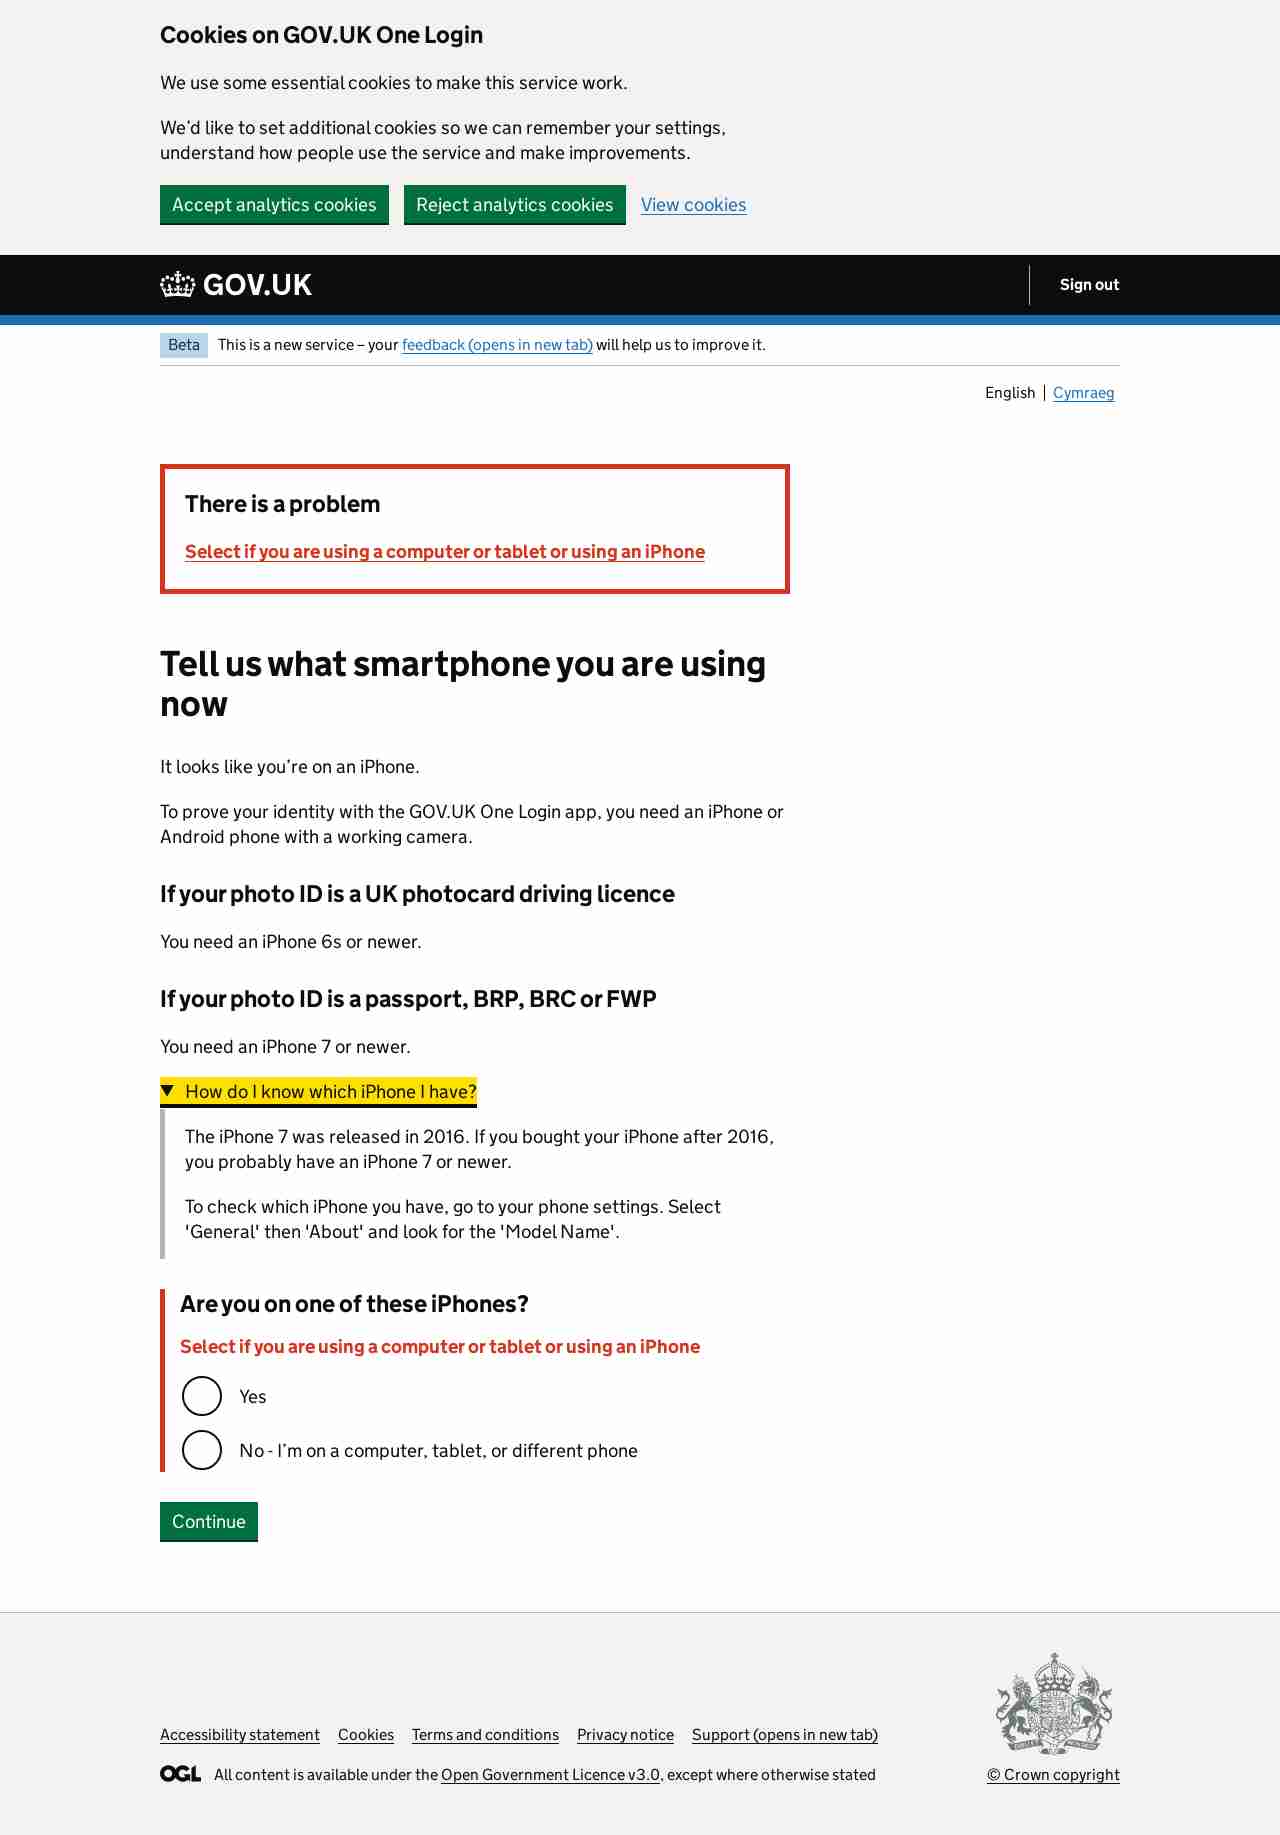 Cookies on GOV.UK One Login
We use some essential cookies to make this service work.
We’d like to set additional cookies so we can remember your settings,
understand how people use the service and make improvements.
Accept analytics cookies Reject analytics cookies View cookies
GOV.UK Sign out
Beta This is a new service – your feedback (opens in new tab) will help us to improve it.
English Cymraeg
There is a problem
Select if you are using a computer or tablet or using an iPhone
Tell us what smartphone you are using
now
It looks like you’re on an iPhone.
To prove your identity with the GOV.UK One Login app, you need an iPhone or
Android phone with a working camera.
If your photo ID is a UK photocard driving licence
You need an iPhone 6s or newer.
If your photo ID is a passport, BRP, BRC or FWP
You need an iPhone 7 or newer.
How do I know which iPhone I have?
The iPhone 7 was released in 2016. If you bought your iPhone after 2016,
you probably have an iPhone 7 or newer.
To check which iPhone you have, go to your phone settings. Select
'General' then 'About' and look for the 'Model Name'.
Are you on one of these iPhones?
Select if you are using a computer or tablet or using an iPhone
Yes
No - I’m on a computer, tablet, or different phone
Continue
Accessibility statement Cookies Terms and conditions Privacy notice Support (opens in new tab)
OGL All content is available under the Open Government Licence v3.0, except where otherwise stated
© Crown copyright